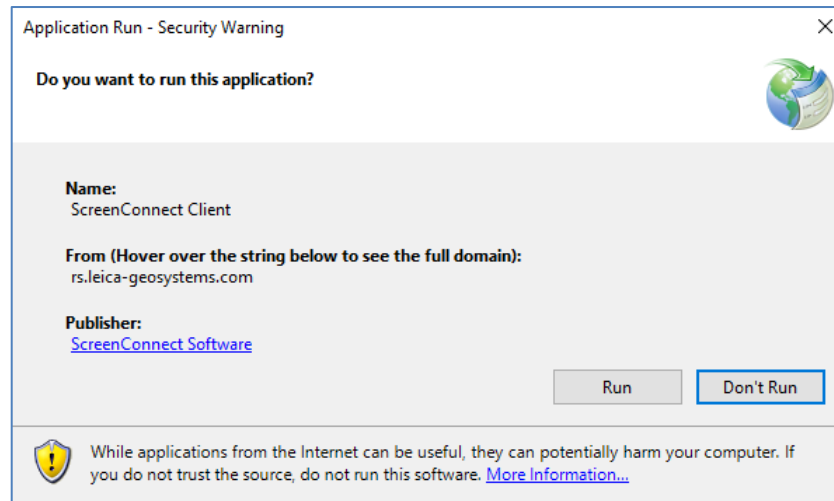 Application Run - Security Warning
Do you want to run this application?
Name:
ScreenConnect Client
From (Hover over the string below to see the full domain):
rs.leica-geosystems.com
Publisher:
ScreenConnect Software
Run Don't Run
While applications from the Internet can be useful, they can potentially harm your computer. If
you do not trust the source, do not run this software. More Information...